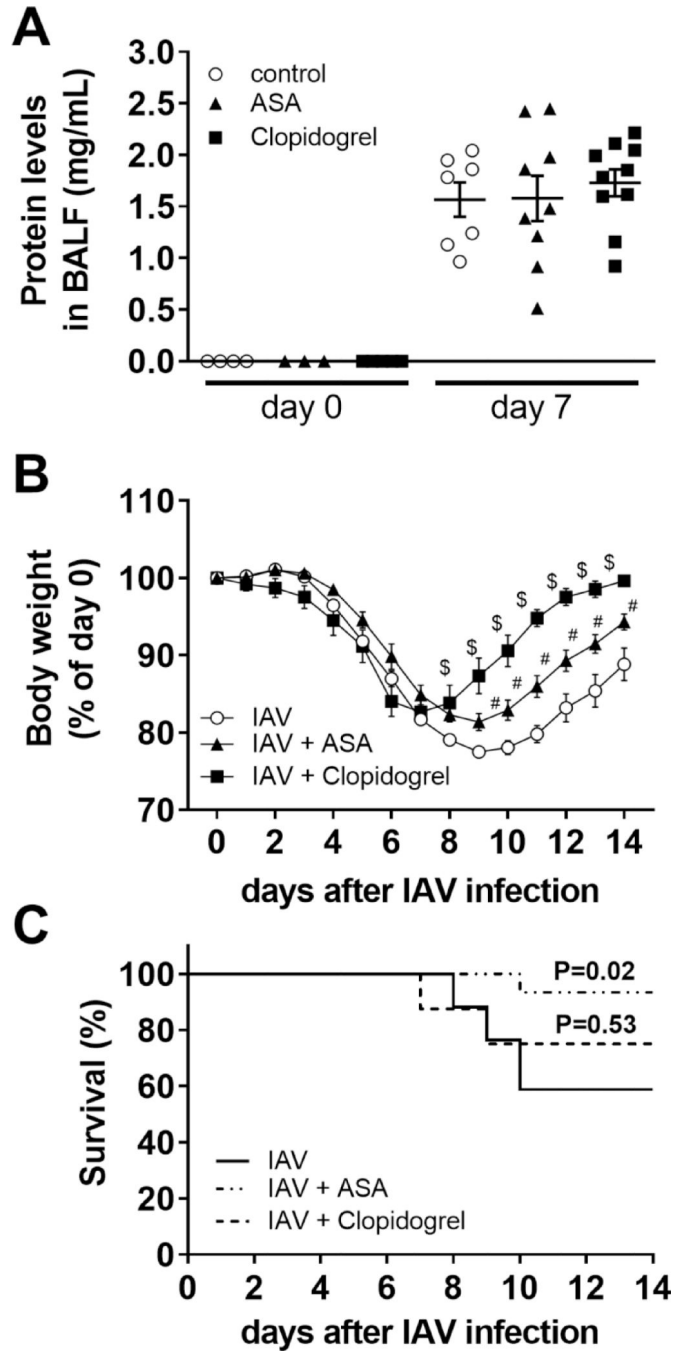 A
Protein levels
in BALF (mg/mL)
3.0
2.5
2.0
1.5
1.0
0.5
0.0
control
ASA
Clopidogrel
day 0
day 7
B
Body weight
(% of day 0)
110
100
90
80
70
$ $ $ $ $ $ $
# # # # # #
IAV
IAV + ASA
IAV + Clopidogrel
0 2 4 6 8 10 12 14
days after IAV infection
C
Survival (%)
100
80
60
40
20
0
P=0.02
P=0.53
IAV
IAV + ASA
IAV + Clopidogrel
0 2 4 6 8 10 12 14
days after IAV infection